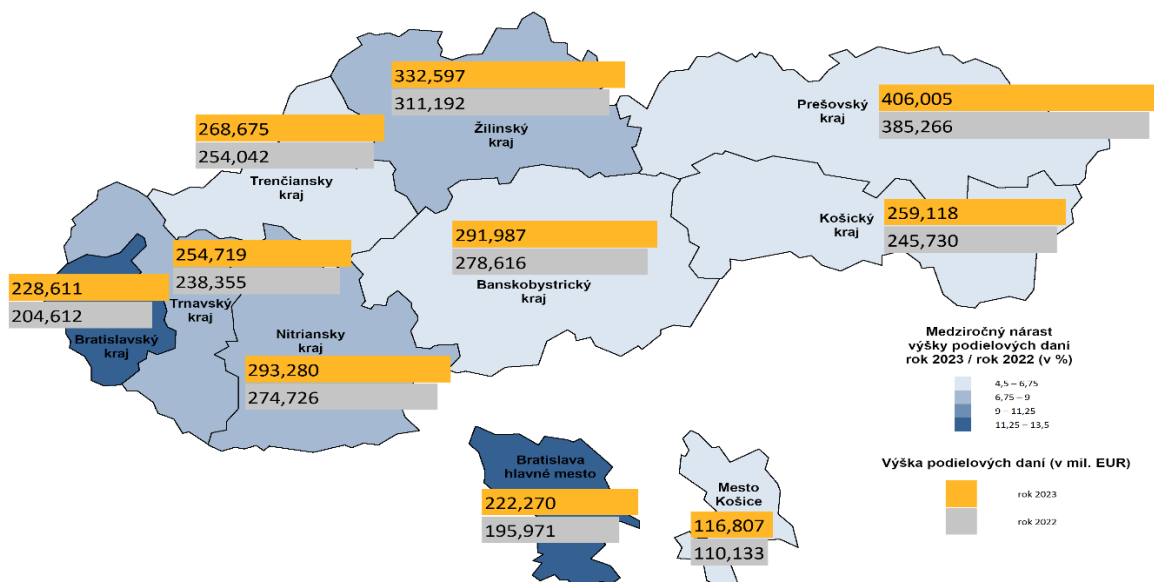 332,597
311,192
Žilinský
kraj
406,005
385,266
Prešovský
kraj
268,675
254,042
Trenčiansky
kraj
259,118
245,730
Košický
kraj
291,987
278,616
Banskobystrický
kraj
254,719
238,355
Trnavský
kraj
228,611
204,612
Bratislavský
kraj
Nitriansky
kraj
293,280
274,726
Medziročný nárast
výšky podielových daní
rok 2023 / rok 2022 (v %)
4,5 – 6,75
6,75 – 9
9 – 11,25
11,25 – 13,5
Bratislava
hlavné mesto
222,270
195,971
Mesto
Košice
116,807
110,133
Výška podielových daní (v mil. EUR)
rok 2023
rok 2022